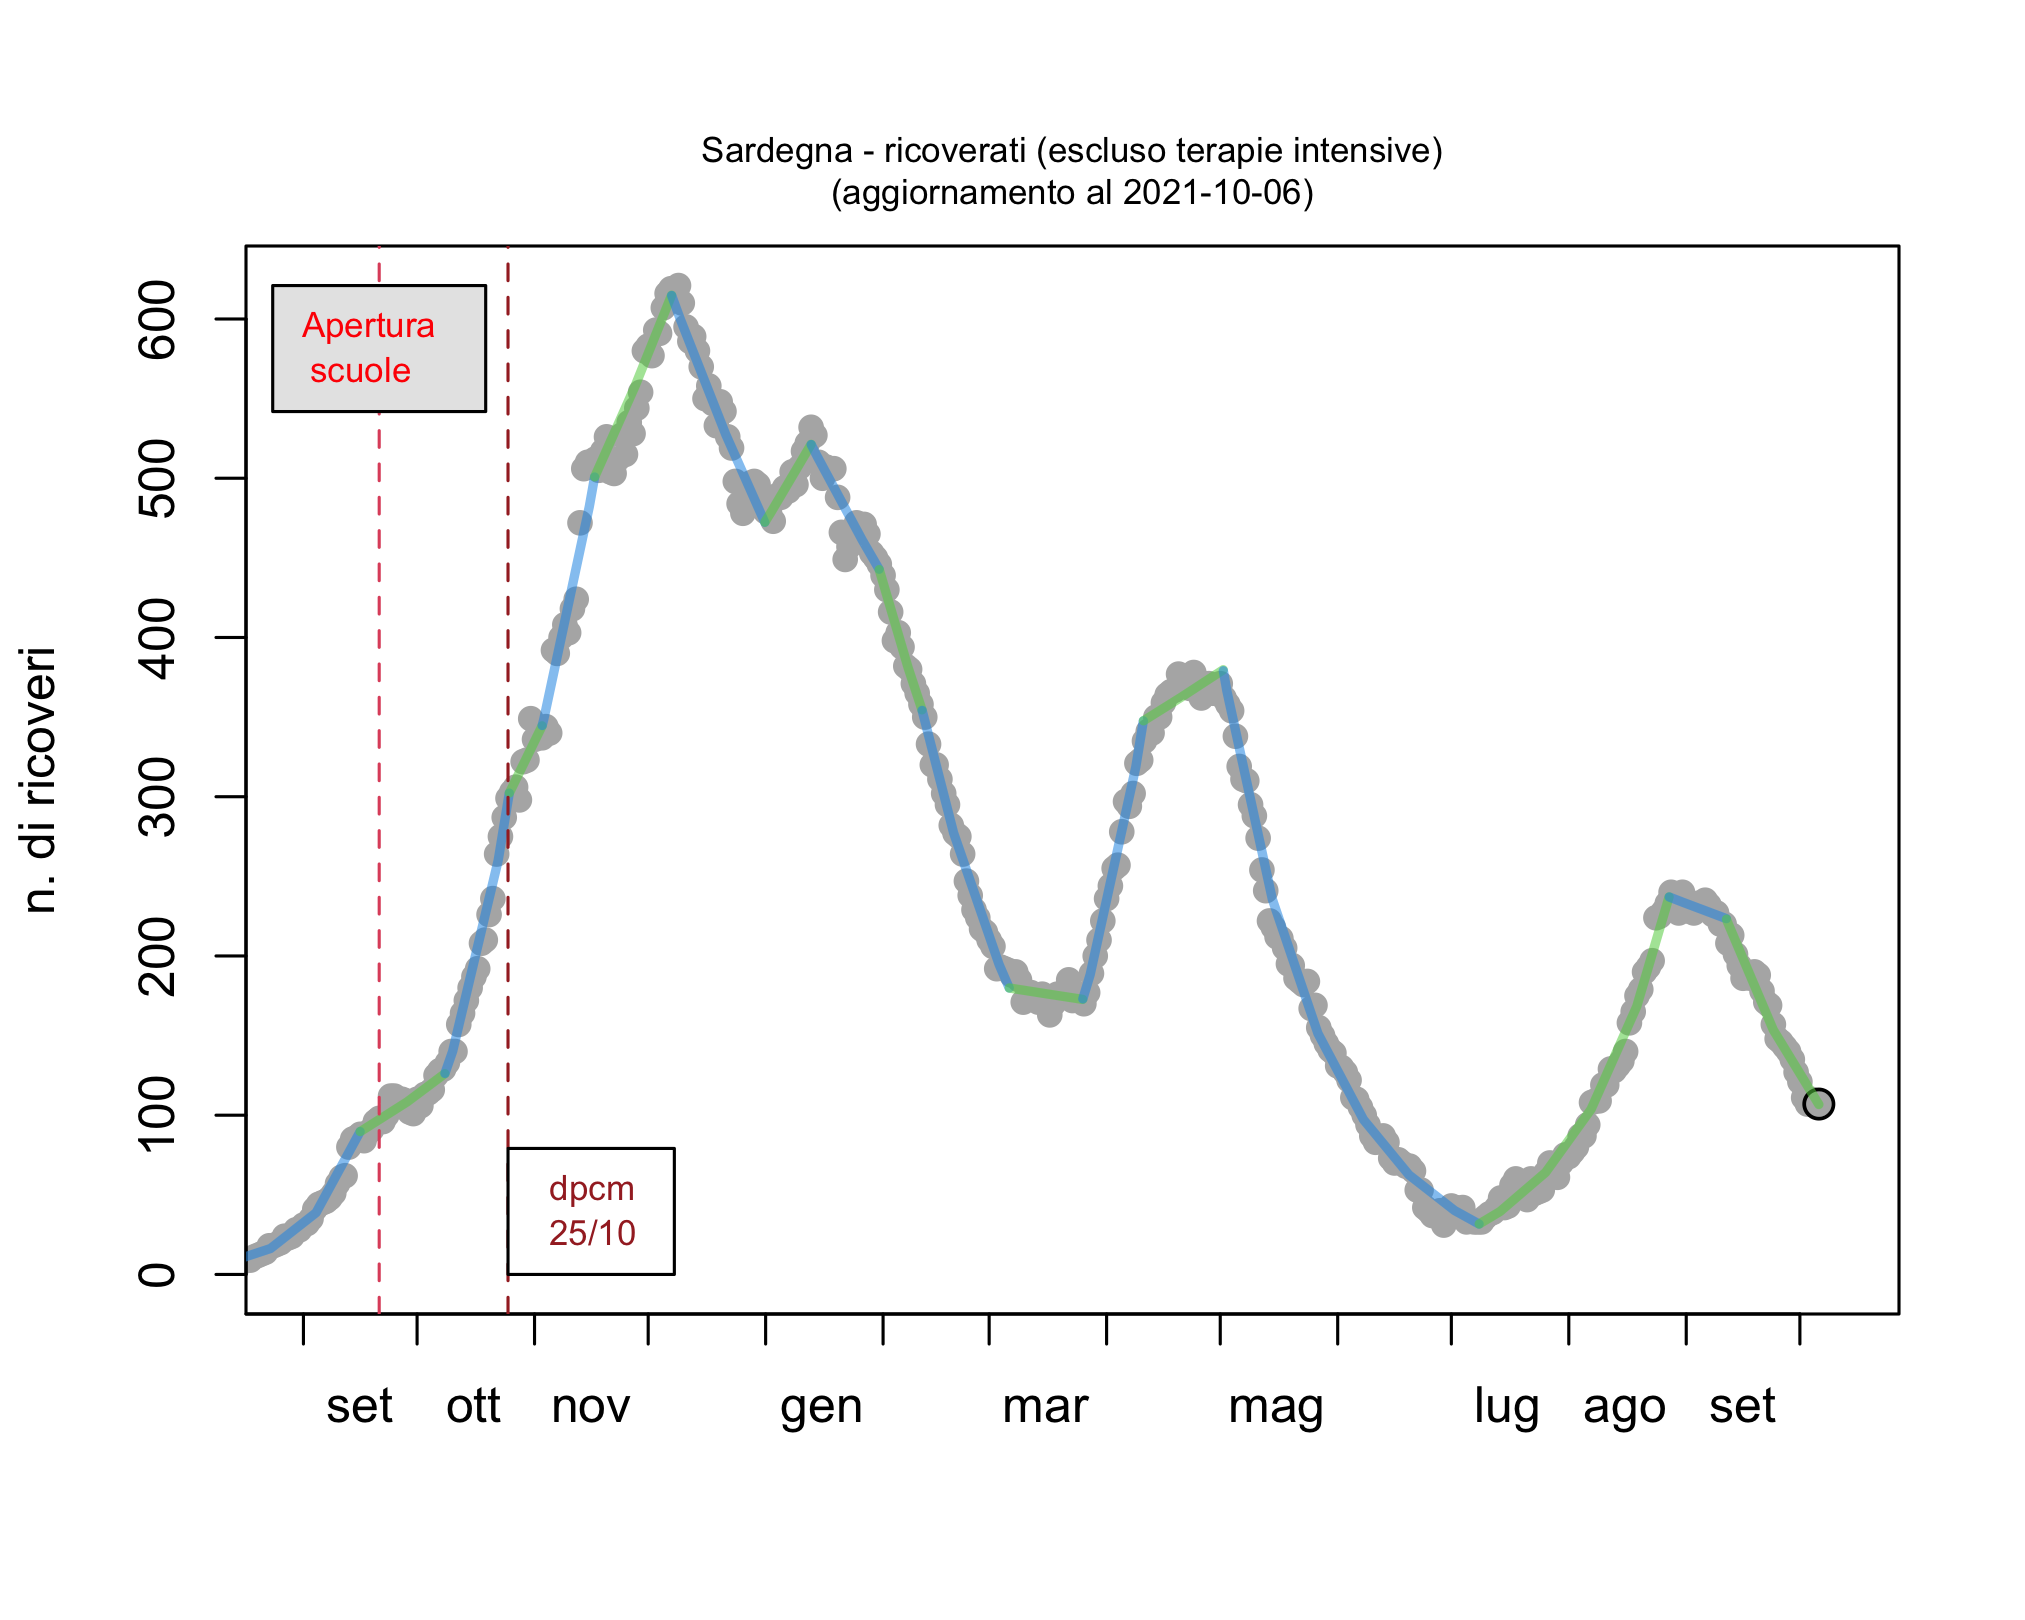 Sardegna - ricoverati (escluso terapie intensive)
(aggiornamento al 2021-10-06)
n. di ricoveri
600
500
400
300
200
100
0
Apertura
scuole
dpcm
25/10
set ott nov gen mar mag lug ago set